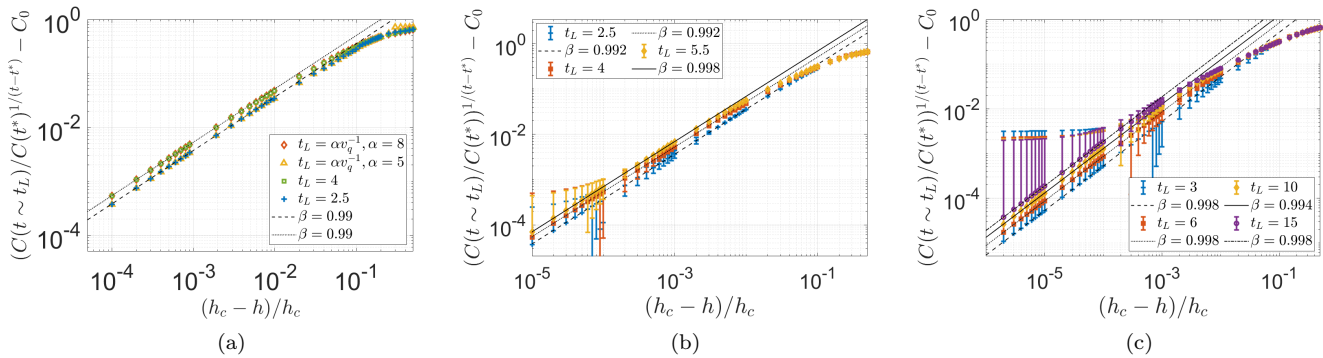 ((C(t ∼ t_L)/C(t*))^{1/(t−t*)} − C_0
10^0
10^{-2}
10^{-4}
10^{-4} 10^{-3} 10^{-2} 10^{-1}
(h_c − h)/h_c
t_L = αv_q^{-1}, α = 8
t_L = αv_q^{-1}, α = 5
t_L = 4
t_L = 2.5
β = 0.99
β = 0.99
(a)
(C(t ∼ t_L)/C(t*))^{1/(t−t*)} − C_0
10^0
10^{-2}
10^{-4}
10^{-5} 10^{-3} 10^{-1}
(h_c − h)/h_c
t_L = 2.5 β = 0.992
β = 0.992 t_L = 5.5
t_L = 4 β = 0.998
(b)
(C(t ∼ t_L)/C(t*))^{1/(t−t*)} − C_0
10^0
10^{-2}
10^{-4}
10^{-5} 10^{-3} 10^{-1}
(h_c − h)/h_c
t_L = 3 t_L = 10
β = 0.998 β = 0.994
t_L = 6 t_L = 15
β = 0.998 β = 0.998
(c)